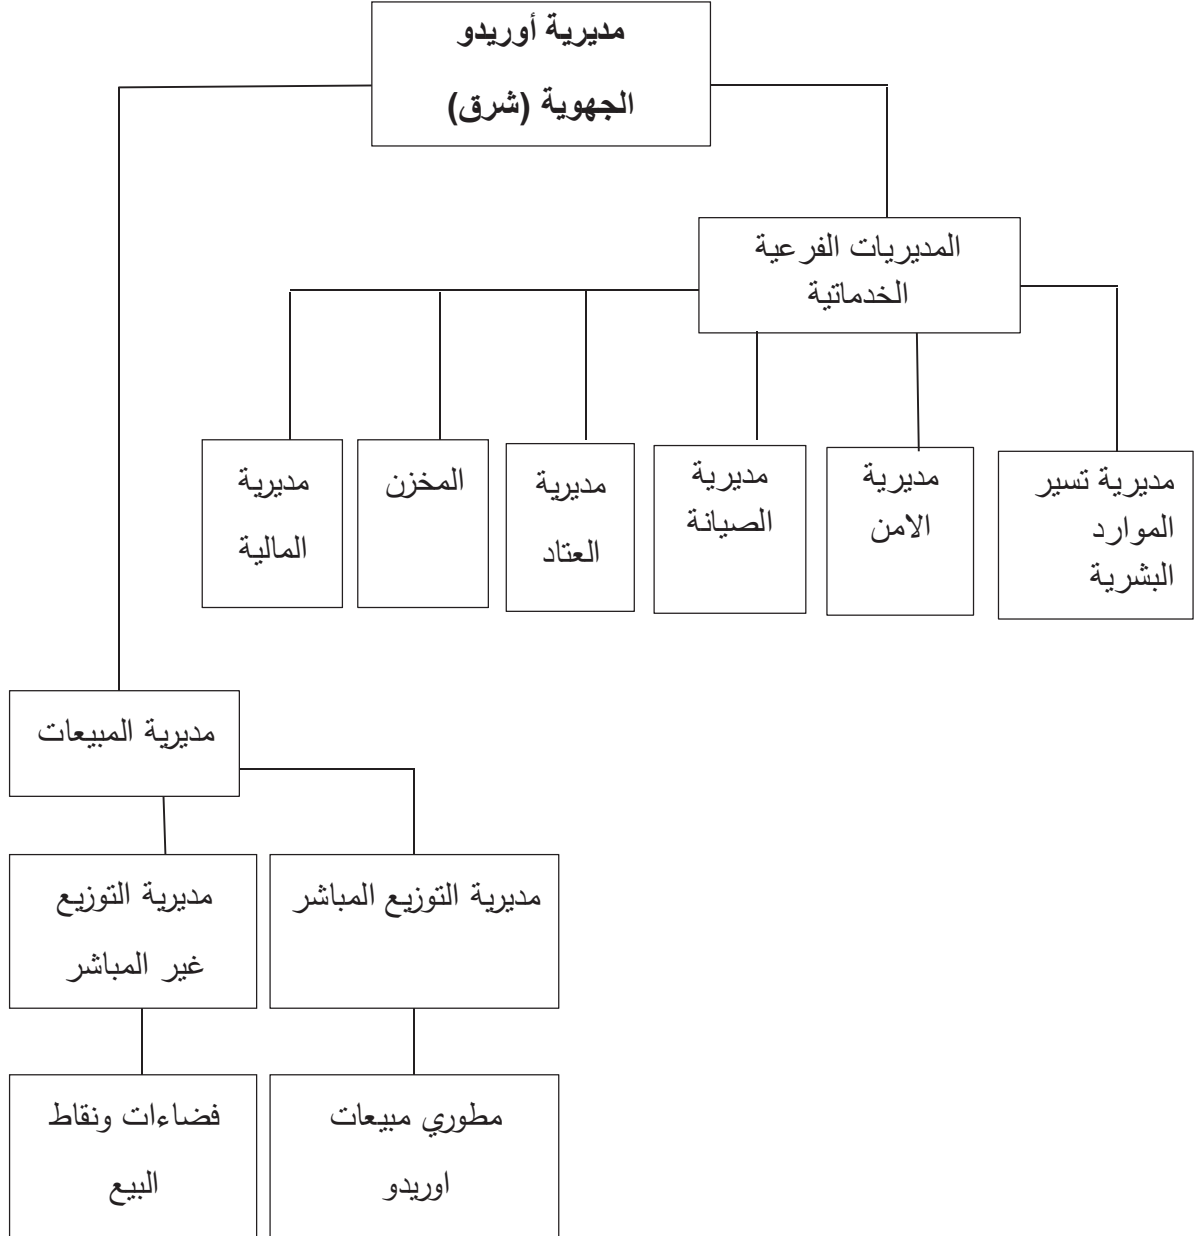 مديرية أوريدو
الجهوية (شرق)
المديريات الفرعية
الخدماتية
مديرية تسير
الموارد
البشرية
مديرية
الامن
مديرية
الصيانة
مديرية
العتاد
المخزن
مديرية
المالية
مديرية المبيعات
مديرية التوزيع المباشر
مديرية التوزيع
غير المباشر
مطوري مبيعات
اوريدو
فضاءات ونقاط
البيع